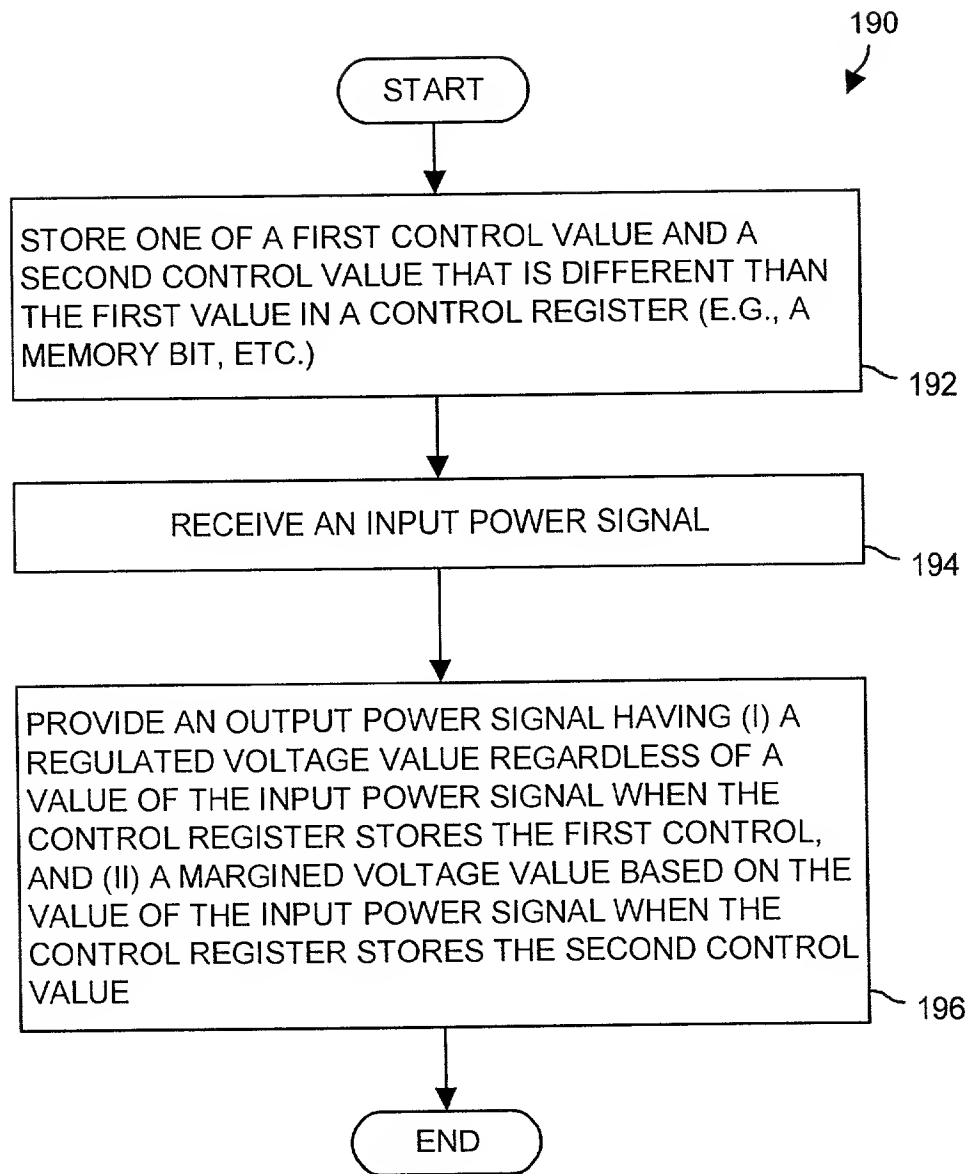 190
START
STORE ONE OF A FIRST CONTROL VALUE AND A
SECOND CONTROL VALUE THAT IS DIFFERENT THAN
THE FIRST VALUE IN A CONTROL REGISTER (E.G., A
MEMORY BIT, ETC.)
192
RECEIVE AN INPUT POWER SIGNAL
194
PROVIDE AN OUTPUT POWER SIGNAL HAVING (I) A
REGULATED VOLTAGE VALUE REGARDLESS OF A
VALUE OF THE INPUT POWER SIGNAL WHEN THE
CONTROL REGISTER STORES THE FIRST CONTROL,
AND (II) A MARGINED VOLTAGE VALUE BASED ON THE
VALUE OF THE INPUT POWER SIGNAL WHEN THE
CONTROL REGISTER STORES THE SECOND CONTROL
VALUE
196
END